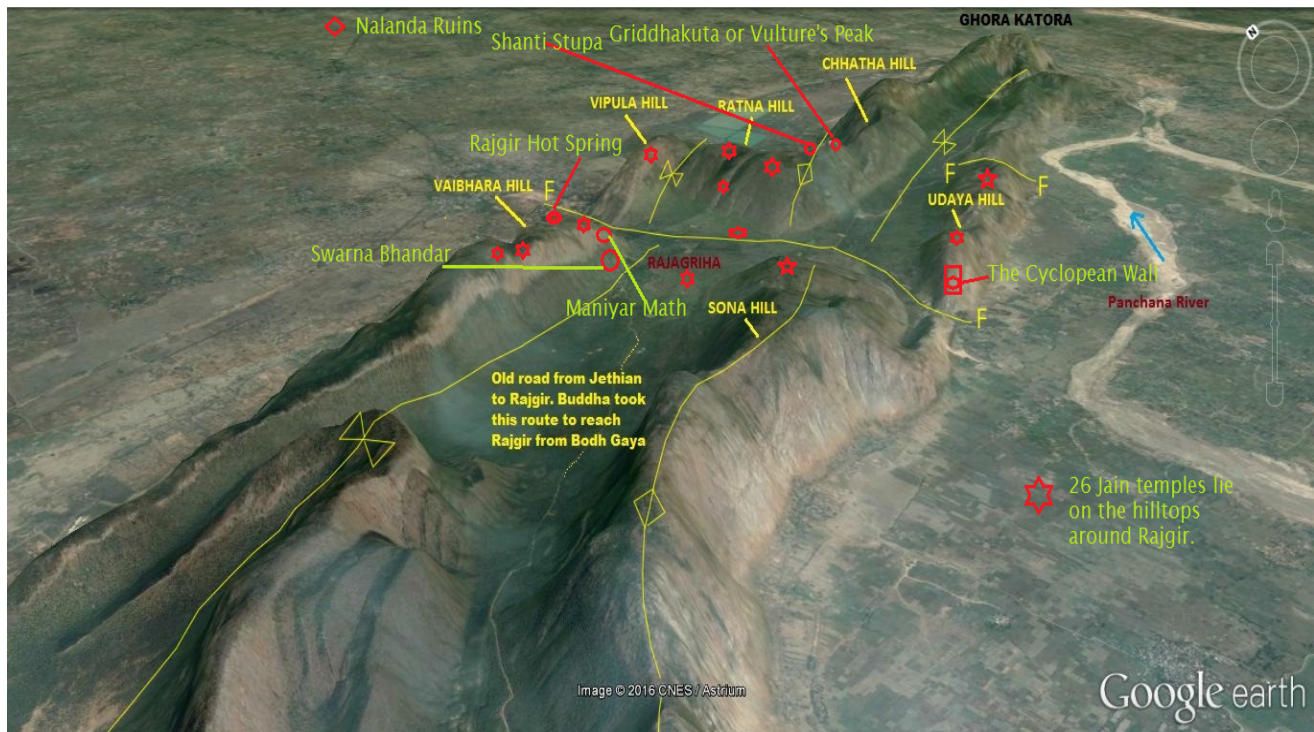 GHORA KATORA
Nalanda Ruins
Griddhakuta or Vulture's Peak
Shanti Stupa
CHHATHA HILL
VIPULA HILL
RATNA HILL
Rajgir Hot Spring
VAIBHARA HILL
F
F
F
UDAYA HILL
Swarna Bhandar
RAJAGRIHA
The Cyclopean Wall
Maniyar Math
SONA HILL
Panchana River
F
Old road from Jethian
to Rajgir. Buddha took
this route to reach
Rajgir from Bodh Gaya
26 Jain temples lie
on the hilltops
around Rajgir.
Image © 2016 CNES / Astrium
Google earth
N